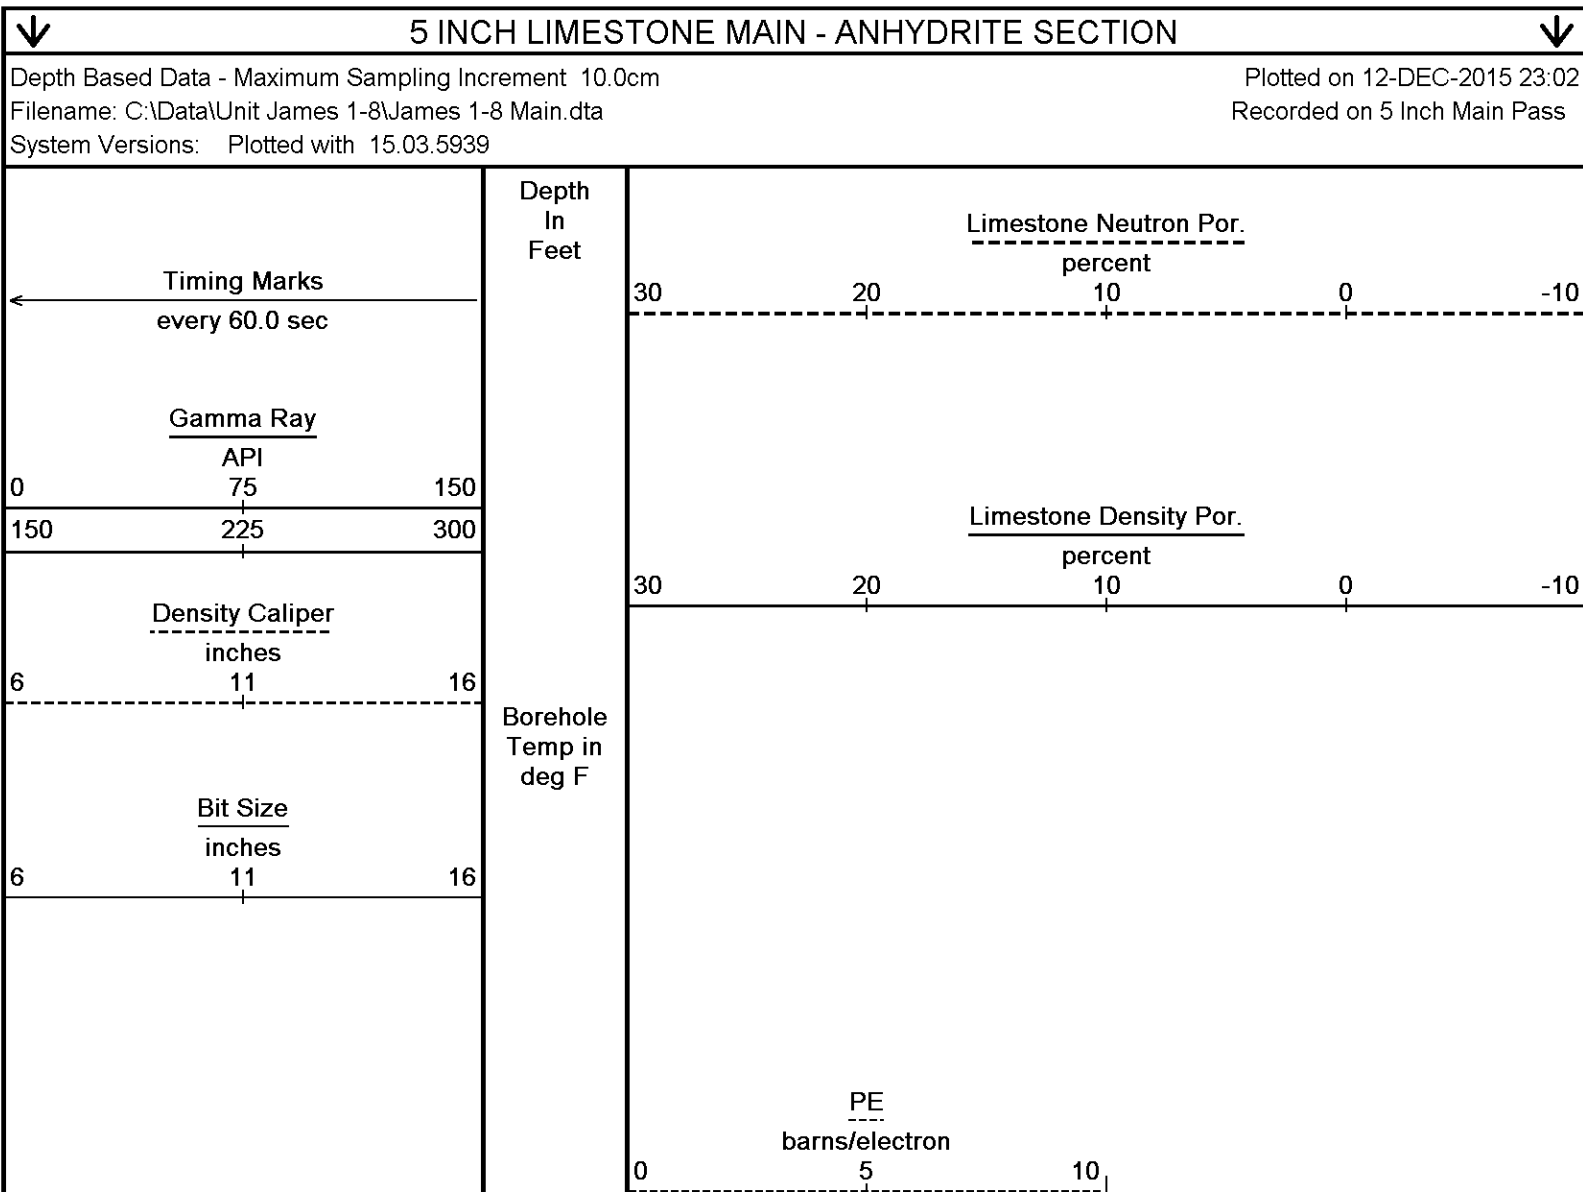 5 INCH LIMESTONE MAIN - ANHYDRITE SECTION
Depth Based Data - Maximum Sampling Increment 10.0cm
Plotted on 12-DEC-2015 23:02
Filename: C:\Data\Unit James 1-8\James 1-8 Main.dta
Recorded on 5 Inch Main Pass
System Versions: Plotted with 15.03.5939
Timing Marks
every 60.0 sec
Gamma Ray
API
0 75 150
150 225 300
Density Caliper
inches
6 11 16
Bit Size
inches
6 11 16
Depth
In
Feet
Borehole
Temp in
deg F
Limestone Neutron Por.
percent
30 20 10 0 -10
Limestone Density Por.
percent
30 20 10 0 -10
PE
barns/electron
0 5 10